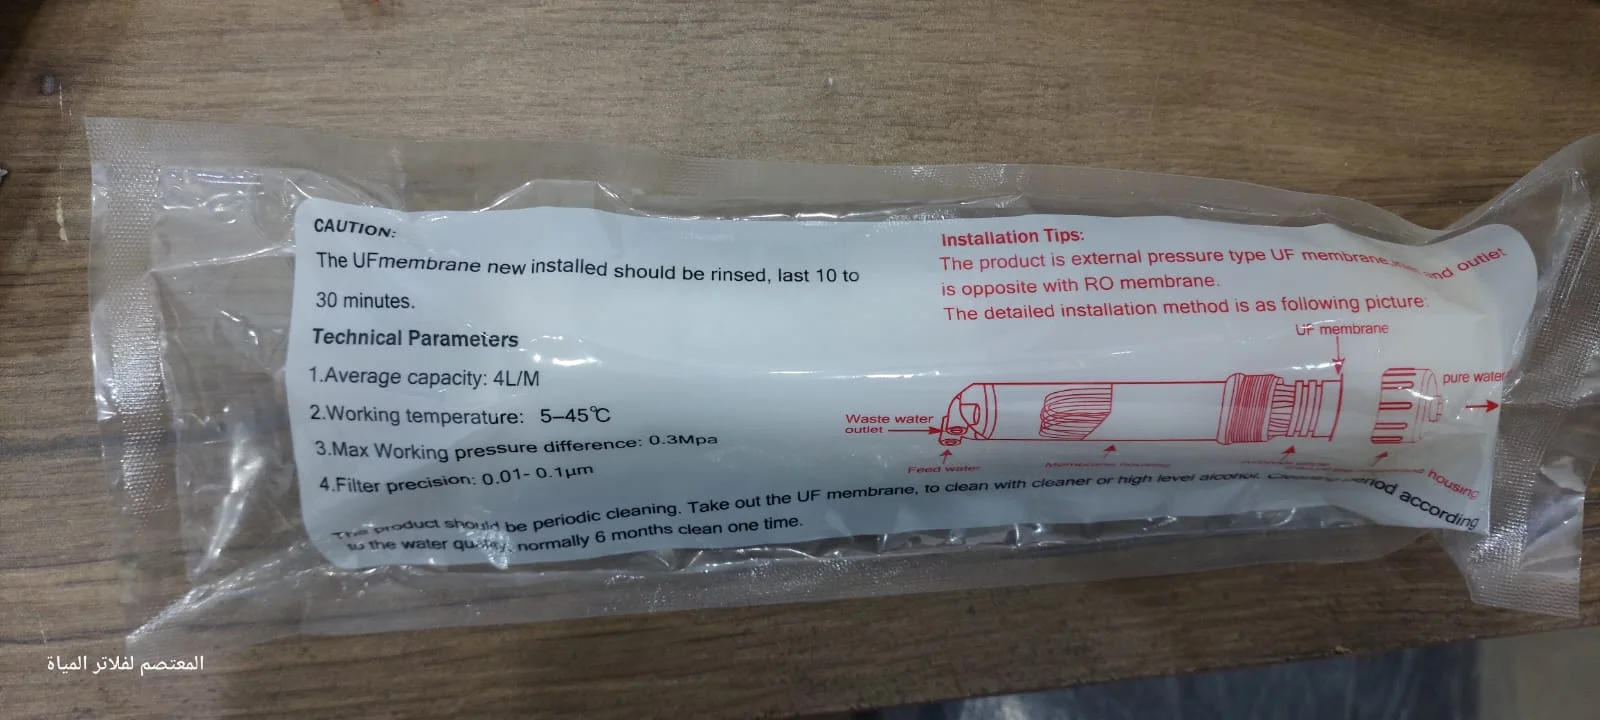 CAUTION:
The UFmembrane new installed should be rinsed, last 10 to
30 minutes.
Technical Parameters
1.Average capacity: 4L/M
2.Working temperature: 5–45℃
3.Max Working pressure difference: 0.3Mpa
4.Filter precision: 0.01- 0.1μm
The product should be periodic cleaning. Take out the UF membrane, to clean with cleaner or high level alcohol. Cleaning period according
to the water quality, normally 6 months clean one time.
Installation Tips:
The product is external pressure type UF membrane, and outlet
is opposite with RO membrane.
The detailed installation method is as following picture:
UF membrane
pure water
Waste water
outlet
Feed water
Membrane housing
housing
المعتصم لفلاتر المياة